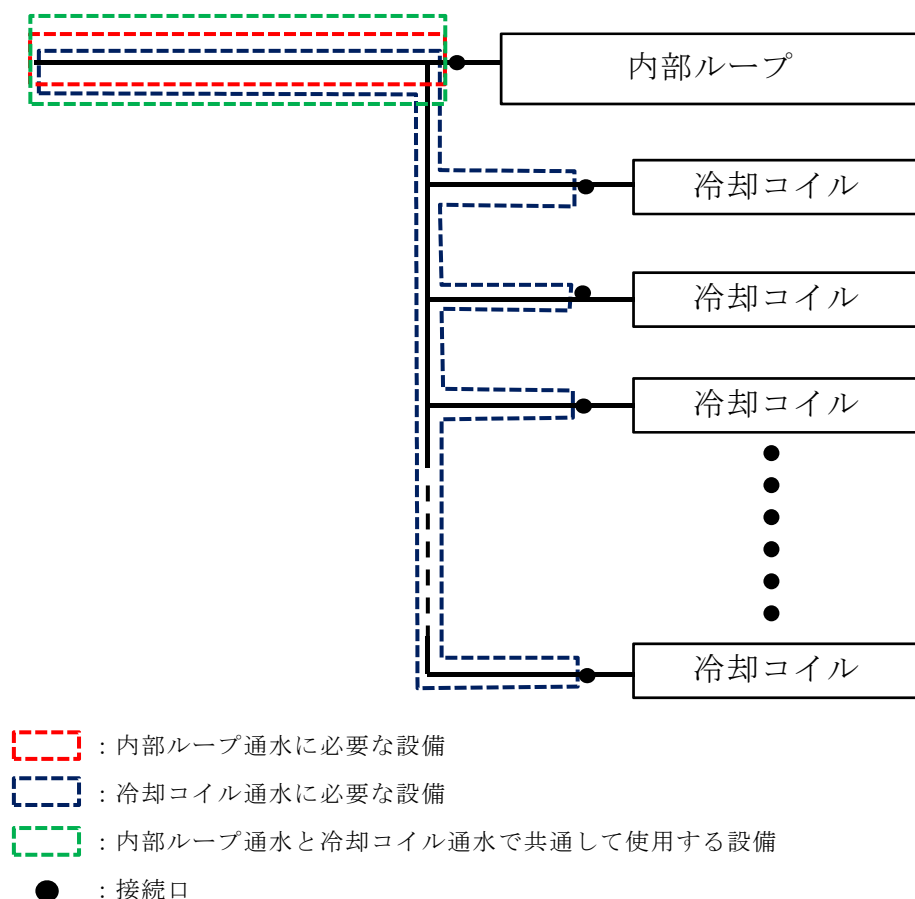 内部ループ
冷却コイル
冷却コイル
冷却コイル
冷却コイル
：内部ループ通水に必要な設備
：冷却コイル通水に必要な設備
：内部ループ通水と冷却コイル通水で共通して使用する設備
：接続口